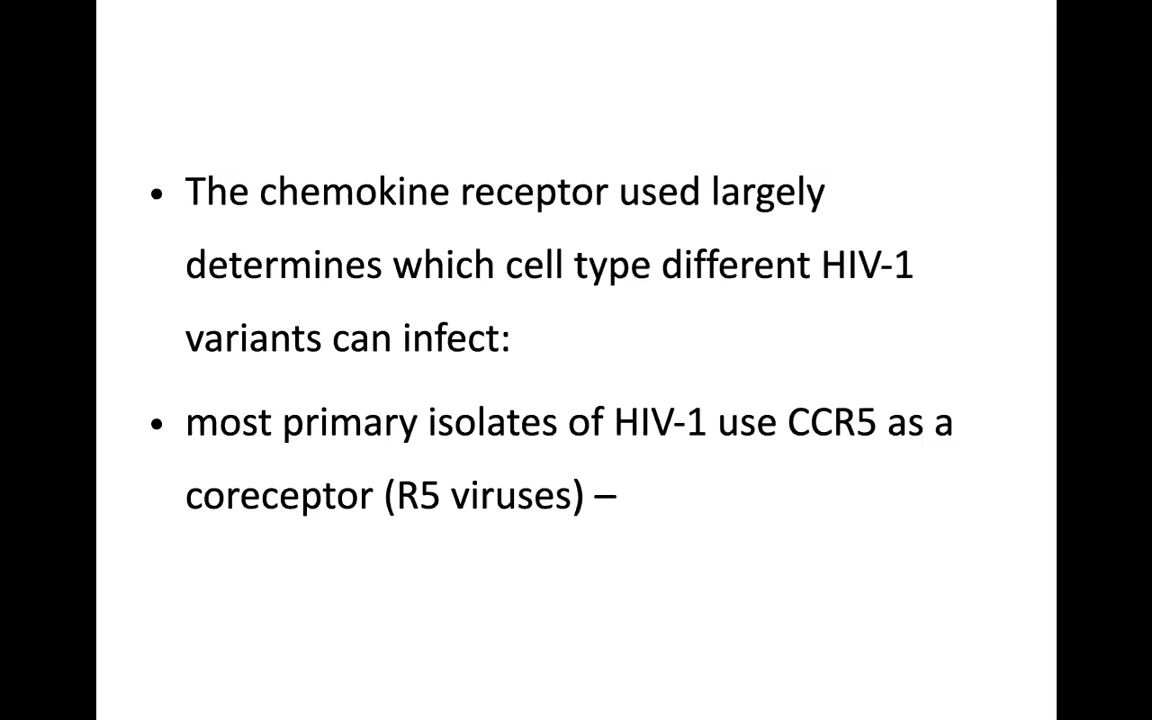 • The chemokine receptor used largely
determines which cell type different HIV-1
variants can infect:
• most primary isolates of HIV-1 use CCR5 as a
coreceptor (R5 viruses) –